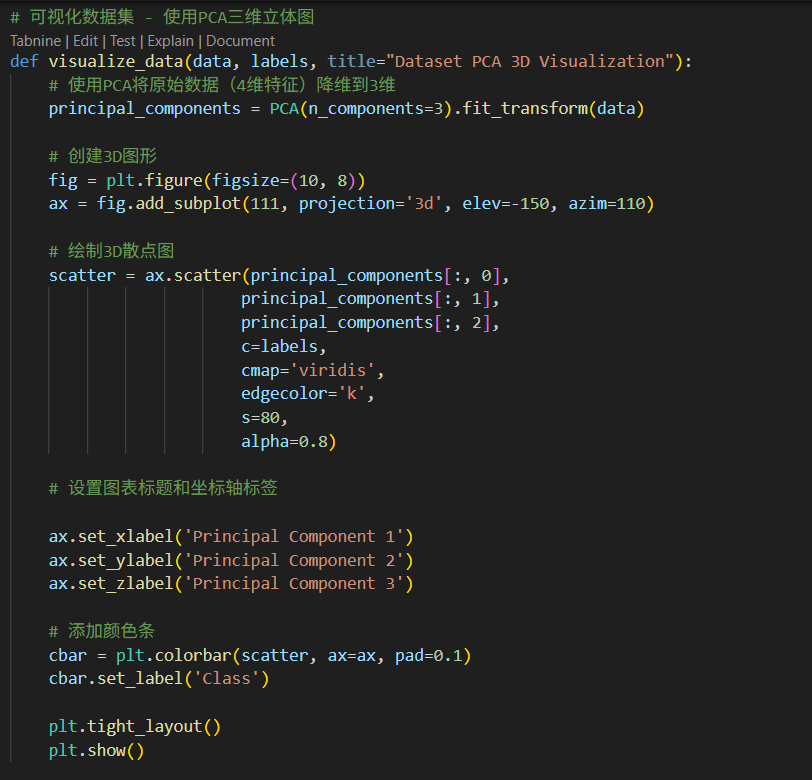 # 可视化数据集 - 使用PCA三维立体图
Tabnine | Edit | Test | Explain | Document
def visualize_data(data, labels, title="Dataset PCA 3D Visualization"):
    # 使用PCA将原始数据（4维特征）降维到3维
    principal_components = PCA(n_components=3).fit_transform(data)

    # 创建3D图形
    fig = plt.figure(figsize=(10, 8))
    ax = fig.add_subplot(111, projection='3d', elev=-150, azim=110)

    # 绘制3D散点图
    scatter = ax.scatter(principal_components[:, 0],
                        principal_components[:, 1],
                        principal_components[:, 2],
                        c=labels,
                        cmap='viridis',
                        edgecolor='k',
                        s=80,
                        alpha=0.8)

    # 设置图表标题和坐标轴标签

    ax.set_xlabel('Principal Component 1')
    ax.set_ylabel('Principal Component 2')
    ax.set_zlabel('Principal Component 3')

    # 添加颜色条
    cbar = plt.colorbar(scatter, ax=ax, pad=0.1)
    cbar.set_label('Class')

    plt.tight_layout()
    plt.show()